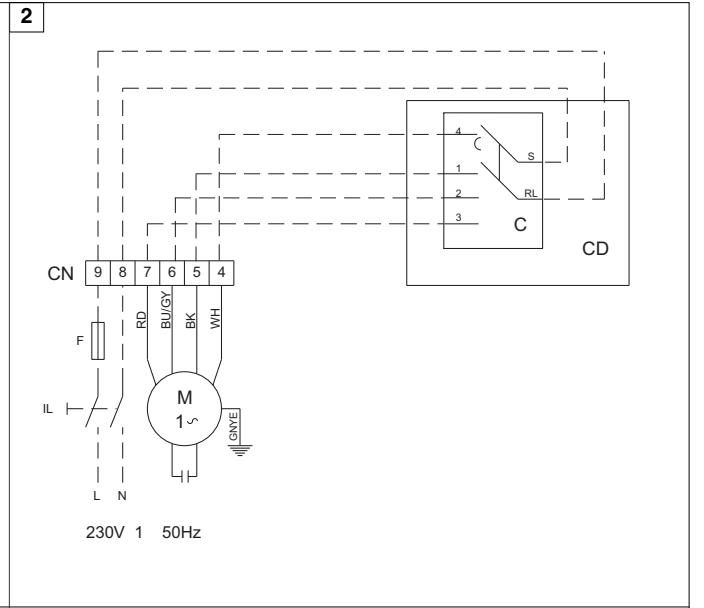 2
4
S
1
2
RL
3
C
CD
CN 9 8 7 6 5 4
RD
BU/GY
BK
WH
F
M
1~
IL
GNYE
L N
230V 1 50Hz